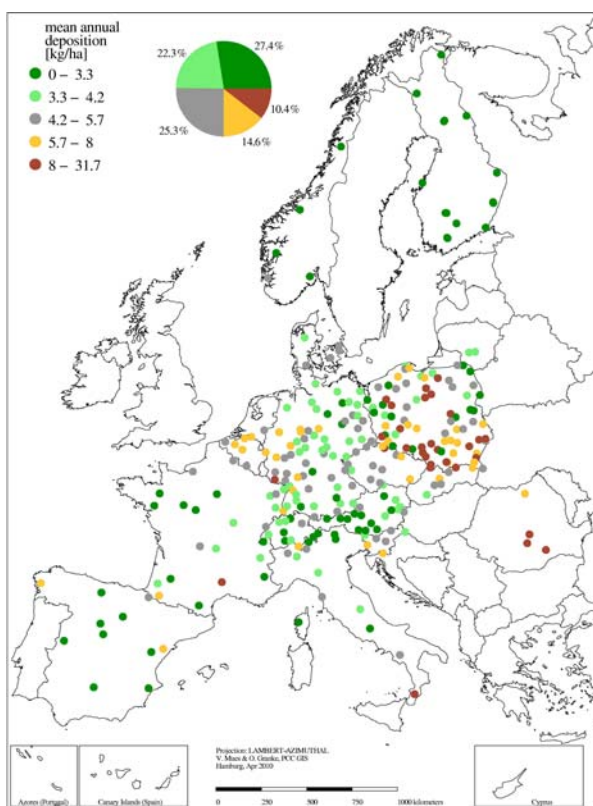 mean annual
deposition
[kg/ha]
0 – 3.3
3.3 – 4.2
4.2 – 5.7
5.7 – 8
8 – 31.7
22.3%
27.4%
10.4%
25.3%
14,6%
Projection: LAMBERT-AZIMUTHAL
V. Mues & O. Granke, PCC GIS
Hamburg, Apr 2010
0 250 500 750 1000 kilometers
Azores (Portugal)
Canary Islands (Spain)
Cyprus